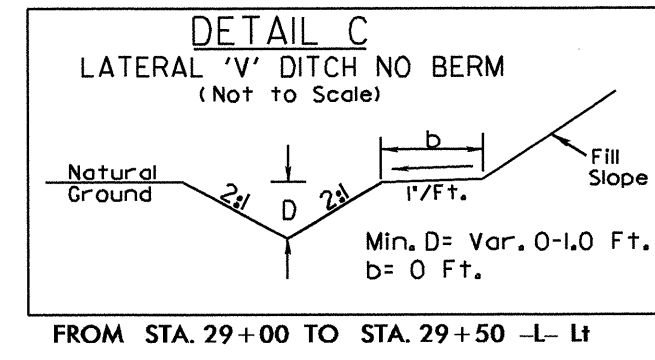 DETAIL C
LATERAL 'V' DITCH NO BERM
(Not to Scale)
b
Natural
Ground
2:1
D
2:1
1"/Ft.
Fill
Slope
Min. D= Var. 0-1.0 Ft.
b= 0 Ft.
FROM STA. 29+00 TO STA. 29+50 -L- Lt